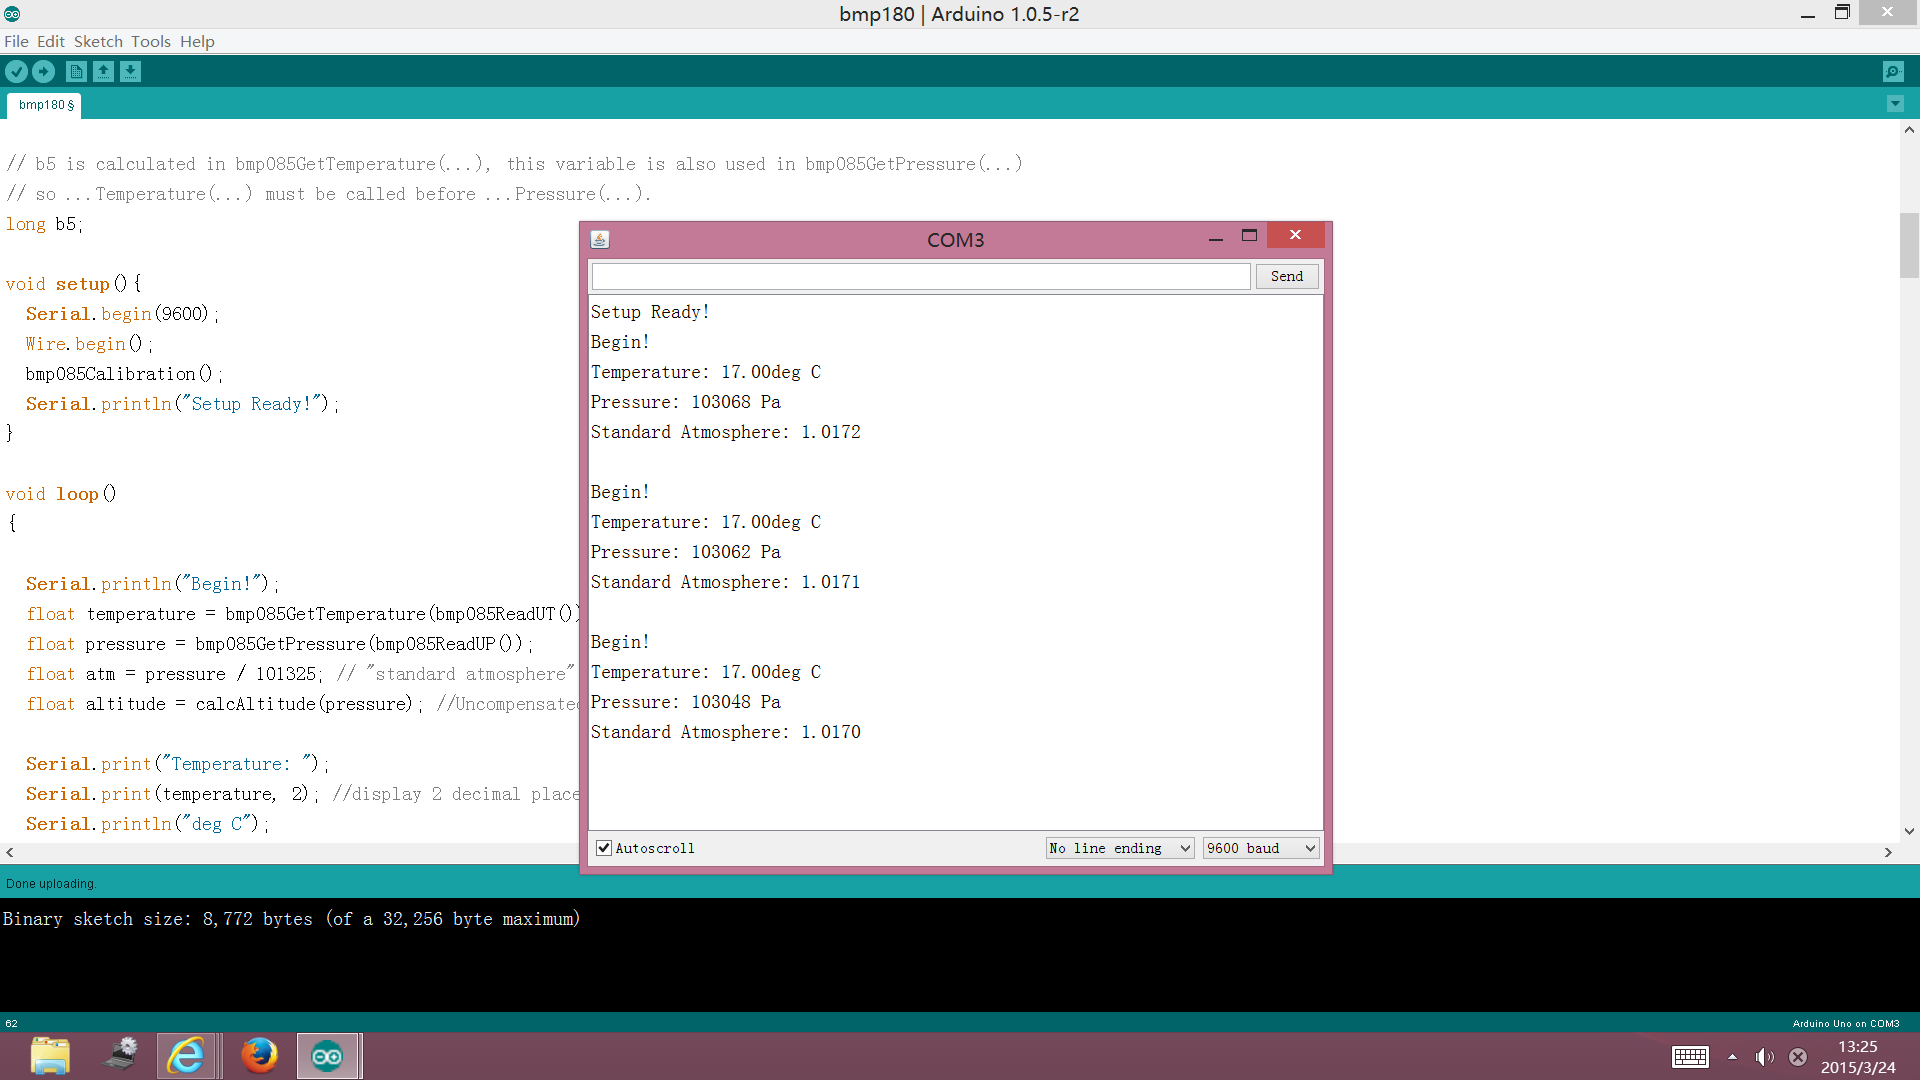 bmp180 | Arduino 1.0.5-r2
File Edit Sketch Tools Help
bmp180 §
// b5 is calculated in bmp085GetTemperature(...), this variable is also used in bmp085GetPressure(...)
// so ...Temperature(...) must be called before ...Pressure(...).
long b5;
void setup(){
Serial.begin(9600);
Wire.begin();
bmp085Calibration();
Serial.println("Setup Ready!");
}
void loop()
{
Serial.println("Begin!");
float temperature = bmp085GetTemperature(bmp085ReadUT())
float pressure = bmp085GetPressure(bmp085ReadUP());
float atm = pressure / 101325; // "standard atmosphere"
float altitude = calcAltitude(pressure); //Uncompensated
Serial.print("Temperature: ");
Serial.print(temperature, 2); //display 2 decimal place
Serial.println("deg C");
COM3
Send
Setup Ready!
Begin!
Temperature: 17.00deg C
Pressure: 103068 Pa
Standard Atmosphere: 1.0172
Begin!
Temperature: 17.00deg C
Pressure: 103062 Pa
Standard Atmosphere: 1.0171
Begin!
Temperature: 17.00deg C
Pressure: 103048 Pa
Standard Atmosphere: 1.0170
Autoscroll
No line ending
9600 baud
Done uploading.
Binary sketch size: 8,772 bytes (of a 32,256 byte maximum)
62
Arduino Uno on COM3
13:25
2015/3/24